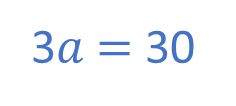 3𝑎 = 30